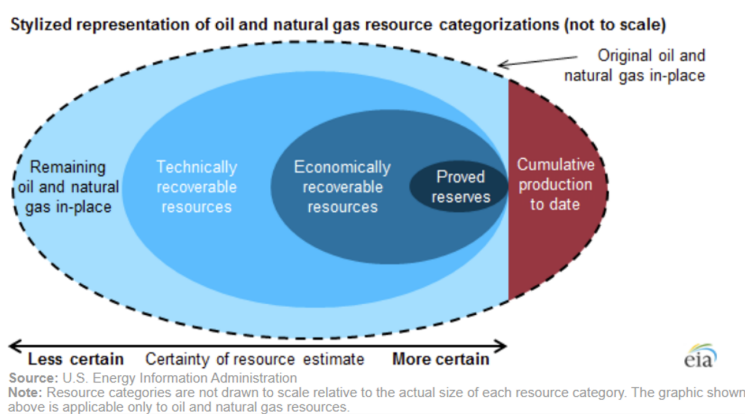 Stylized representation of oil and natural gas resource categorizations (not to scale)
Original oil and
natural gas in-place
Remaining
oil and natural
gas in-place
Technically
recoverable
resources
Economically
recoverable
resources
Proved
reserves
Cumulative
production
to date
Less certain Certainty of resource estimate More certain
eia
Source: U.S. Energy Information Administration
Note: Resource categories are not drawn to scale relative to the actual size of each resource category. The graphic shown
above is applicable only to oil and natural gas resources.